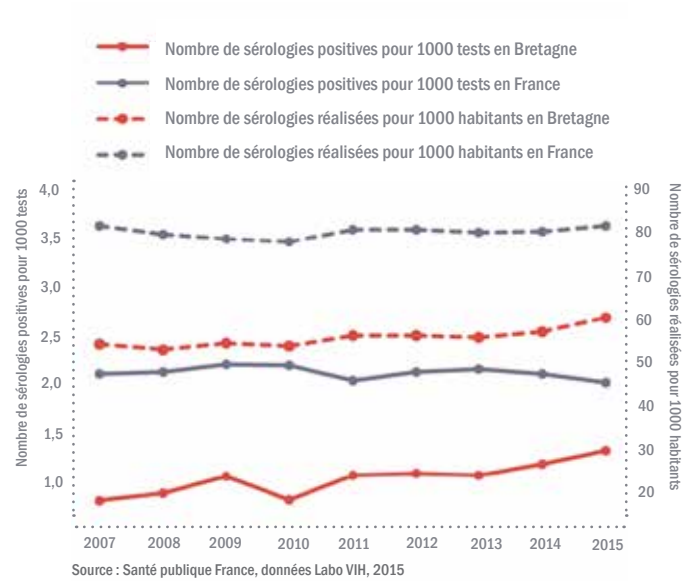 Nombre de sérologies positives pour 1000 tests en Bretagne
Nombre de sérologies positives pour 1000 tests en France
Nombre de sérologies réalisées pour 1000 habitants en Bretagne
Nombre de sérologies réalisées pour 1000 habitants en France
Nombre de sérologies positives pour 1000 tests
4,0
3,5
3,0
2,5
2,0
1,5
1,0
90
80
70
60
50
40
30
20
Nombre de sérologies réalisées pour 1000
habitants
2007 2008 2009 2010 2011 2012 2013 2014 2015
Source : Santé publique France, données Labo VIH, 2015